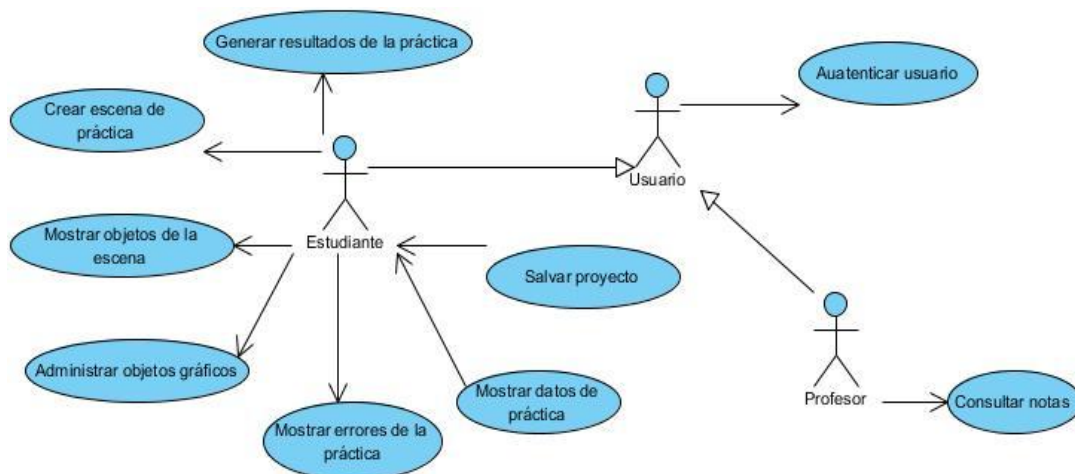 Generar resultados de la práctica
Auatenticar usuario
Crear escena de
práctica
Usuario
Mostrar objetos de la
escena
Estudiante
Salvar proyecto
Administrar objetos gráficos
Mostrar datos de
práctica
Profesor
Consultar notas
Mostrar errores de la
práctica